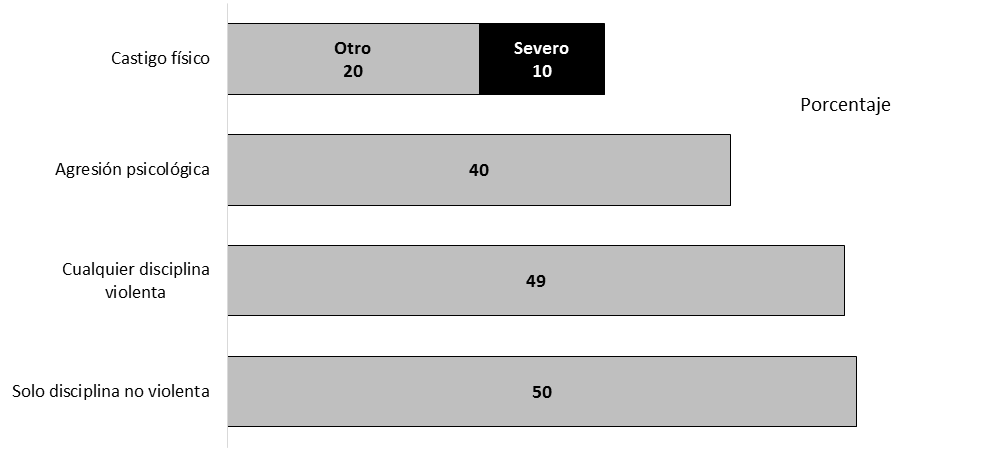 Castigo físico
Otro
20
Severo
10
Porcentaje
Agresión psicológica
40
Cualquier disciplina
violenta
49
Solo disciplina no violenta
50